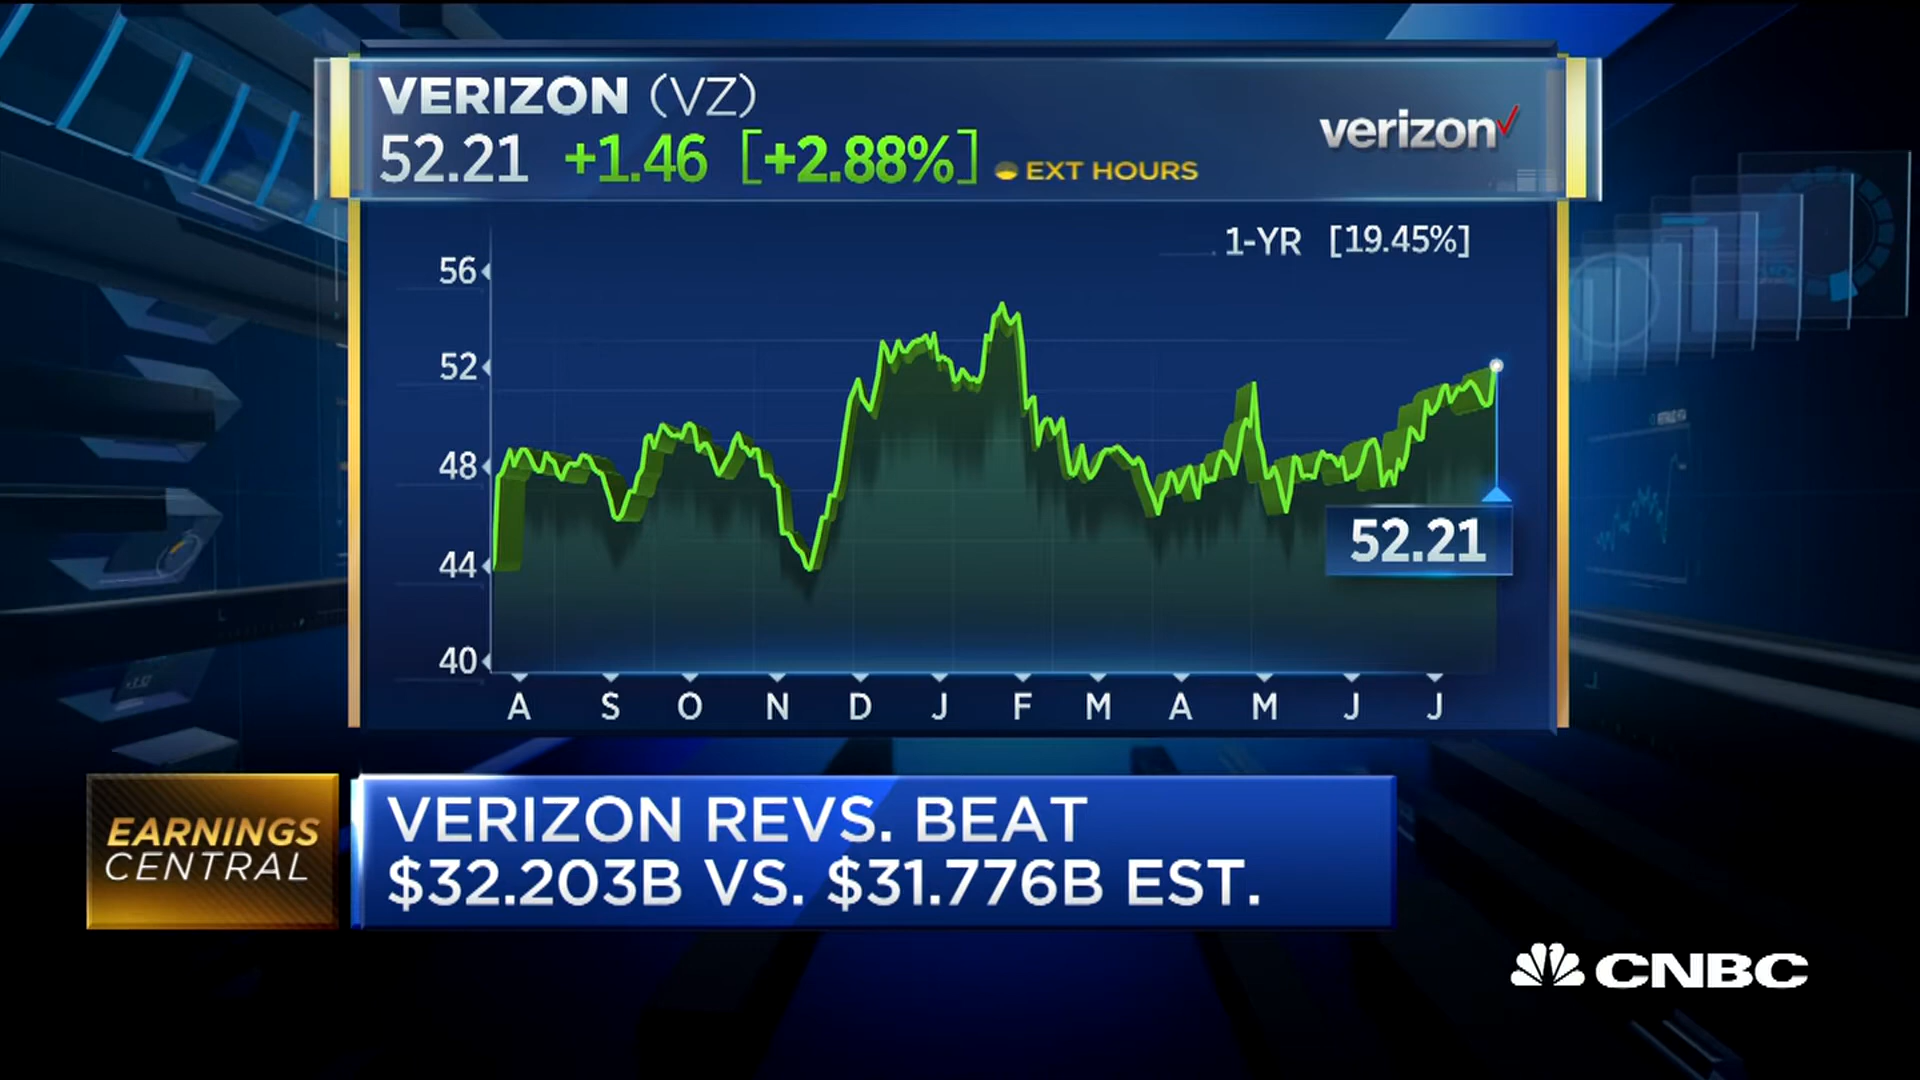 VERIZON (VZ)
52.21 +1.46 [+2.88%] EXT HOURS
verizon
1-YR [19.45%]
56
52
48
44
40
52.21
A S O N D J F M A M J J
EARNINGS
CENTRAL
VERIZON REVS. BEAT
$32.203B VS. $31.776B EST.
CNBC